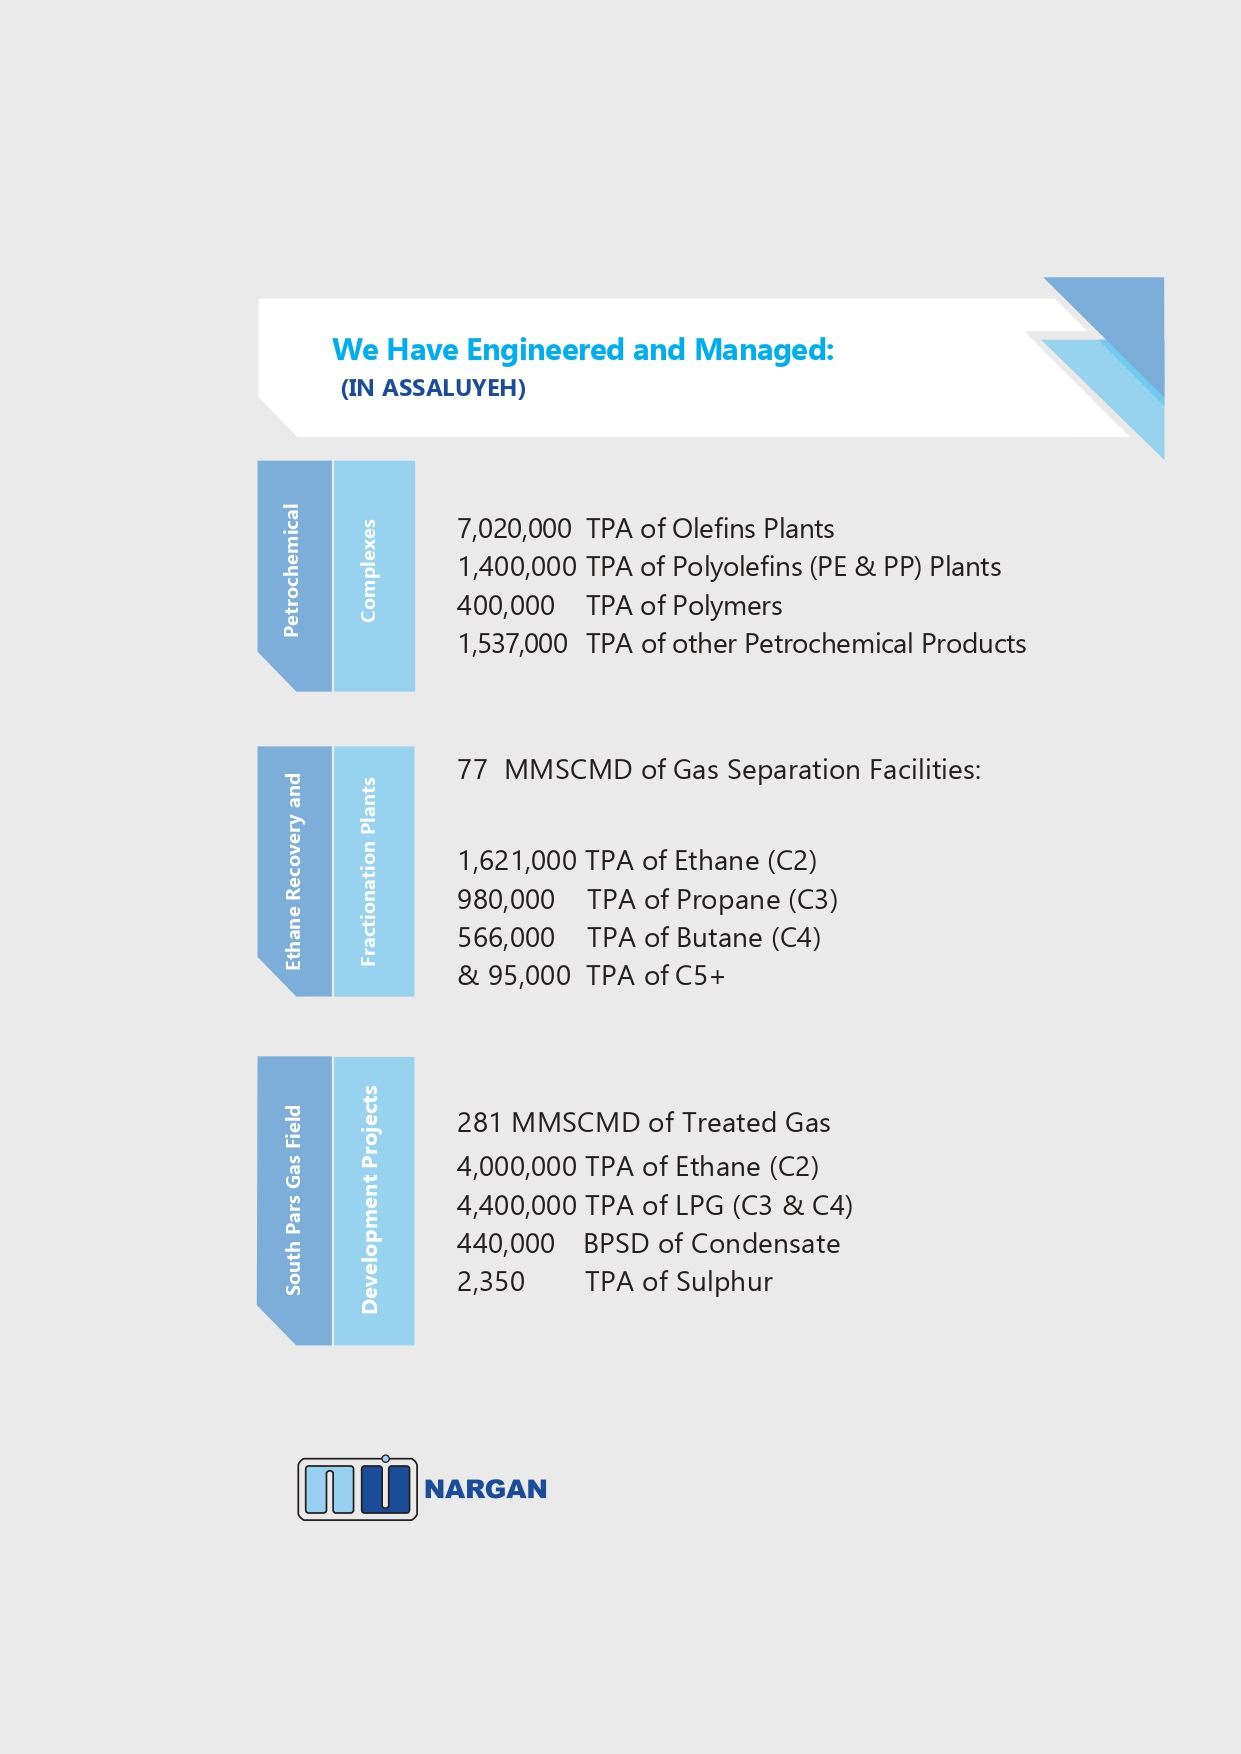 We Have Engineered and Managed:
(IN ASSALUYEH)
Petrochemical
Complexes
7,020,000 TPA of Olefins Plants
1,400,000 TPA of Polyolefins (PE & PP) Plants
400,000 TPA of Polymers
1,537,000 TPA of other Petrochemical Products
Ethane Recovery and
Fractionation Plants
77 MMSCMD of Gas Separation Facilities:
1,621,000 TPA of Ethane (C2)
980,000 TPA of Propane (C3)
566,000 TPA of Butane (C4)
& 95,000 TPA of C5+
South Pars Gas Field
Development Projects
281 MMSCMD of Treated Gas
4,000,000 TPA of Ethane (C2)
4,400,000 TPA of LPG (C3 & C4)
440,000 BPSD of Condensate
2,350 TPA of Sulphur
NARGAN